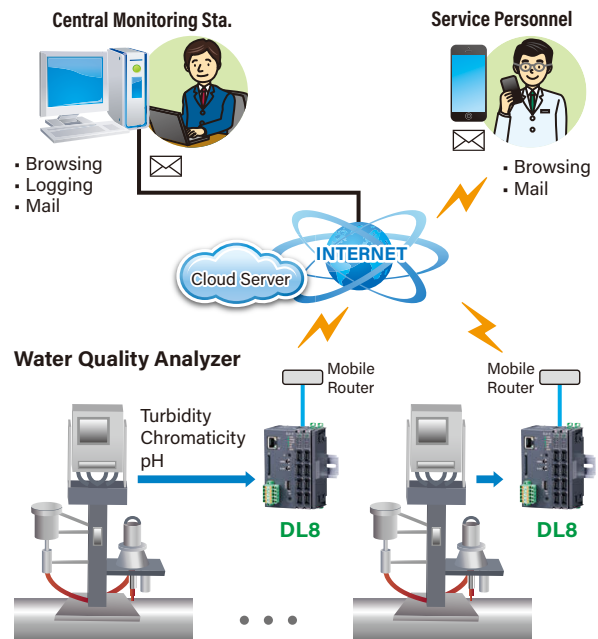 Central Monitoring Sta.
Service Personnel
▪ Browsing
▪ Logging
▪ Mail
▪ Browsing
▪ Mail
INTERNET
Cloud Server
Water Quality Analyzer
Mobile
Router
Mobile
Router
Turbidity
Chromaticity
pH
DL8
DL8
• • •